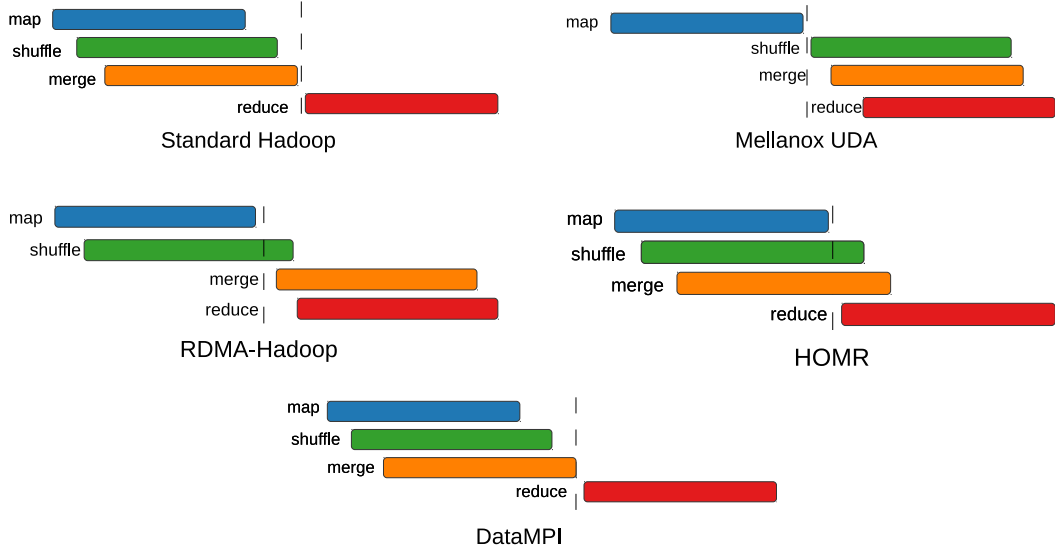 map
shuffle
merge
reduce
Standard Hadoop
map
shuffle
merge
reduce
Mellanox UDA
map
shuffle
merge
reduce
RDMA-Hadoop
map
shuffle
merge
reduce
HOMR
map
shuffle
merge
reduce
DataMPI